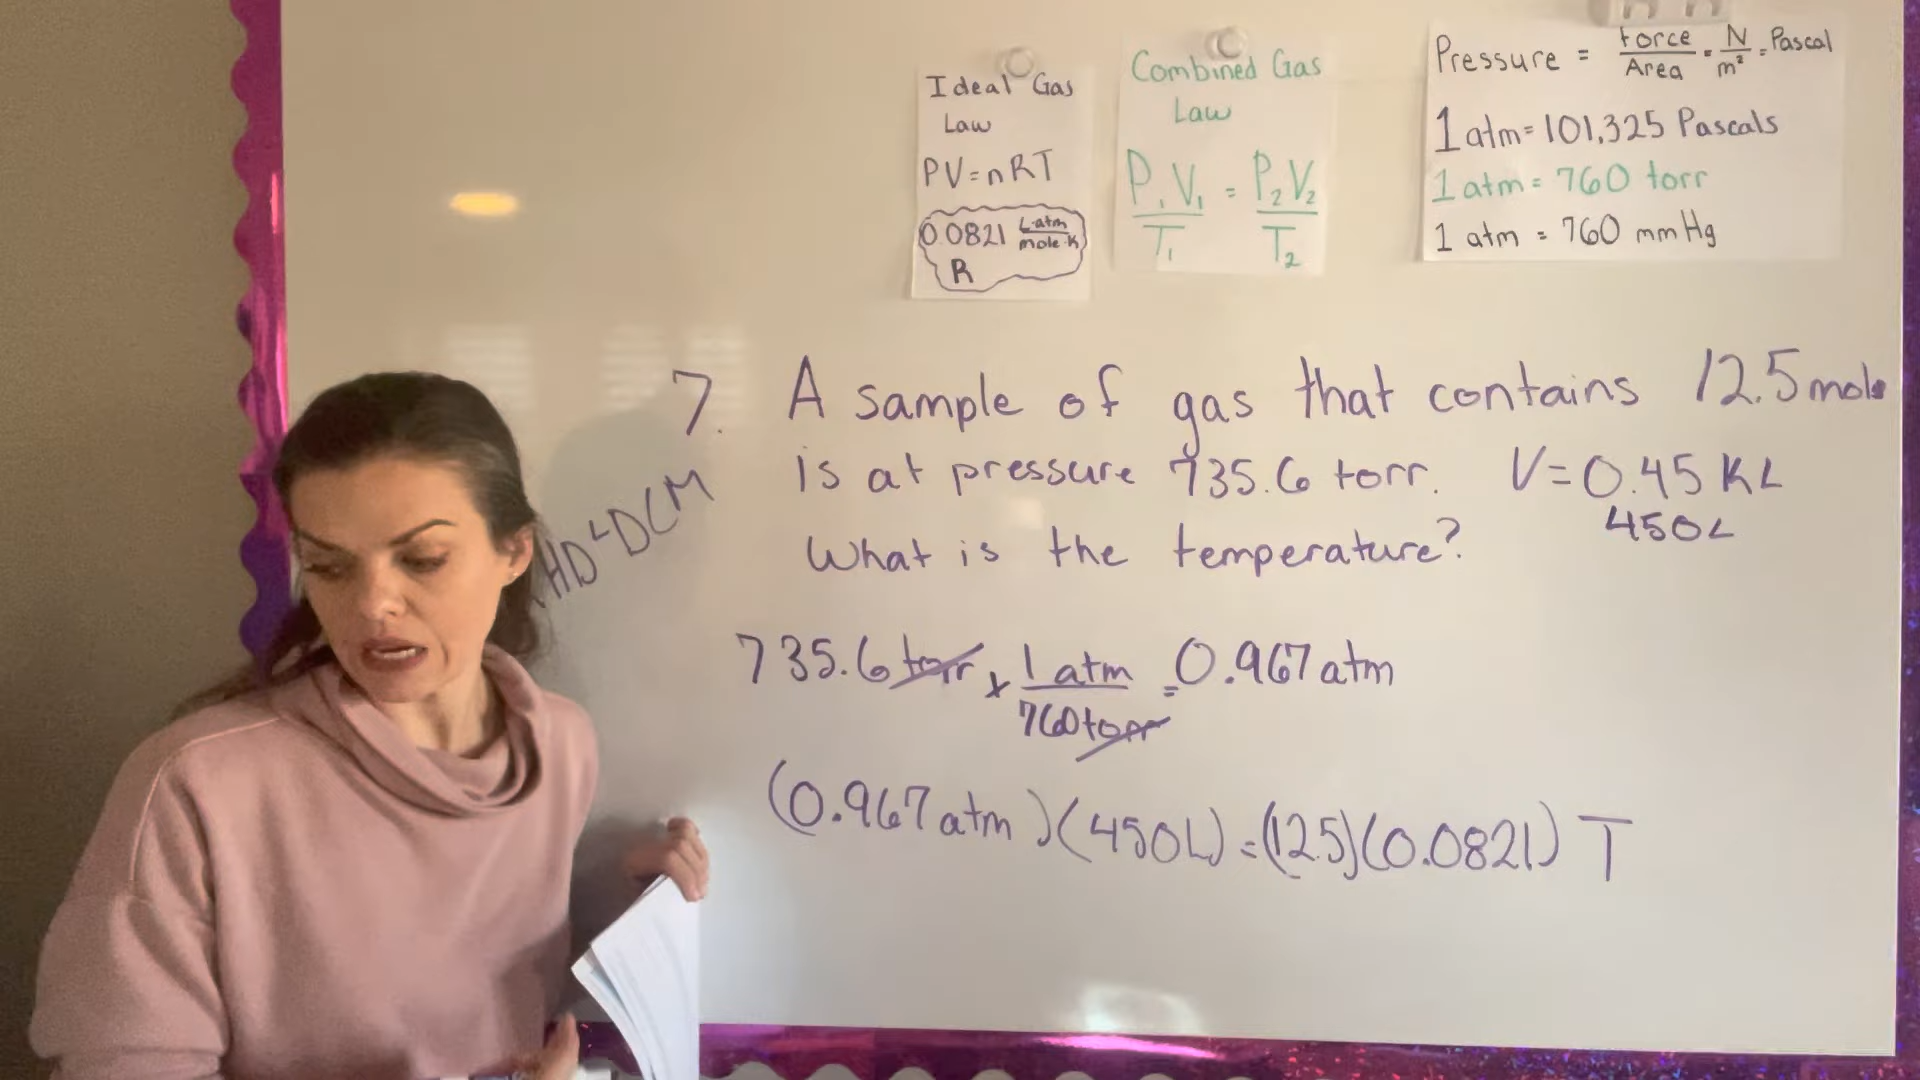 Ideal Gas
Law
PV=nRT
0.0821 L·atm / mole·K
R
Combined Gas
Law
P₁V₁ / T₁ = P₂V₂ / T₂
Pressure = Force / Area = N / m² = Pascal
1 atm = 101,325 Pascals
1 atm = 760 torr
1 atm = 760 mmHg
7. A sample of gas that contains 12.5 mole
is at pressure 735.6 torr. V=0.45 KL
450L
What is the temperature?
KHDLDCM
735.6 torr x 1 atm / 760 torr = 0.967 atm
(0.967 atm)(450L)=(12.5)(0.0821) T